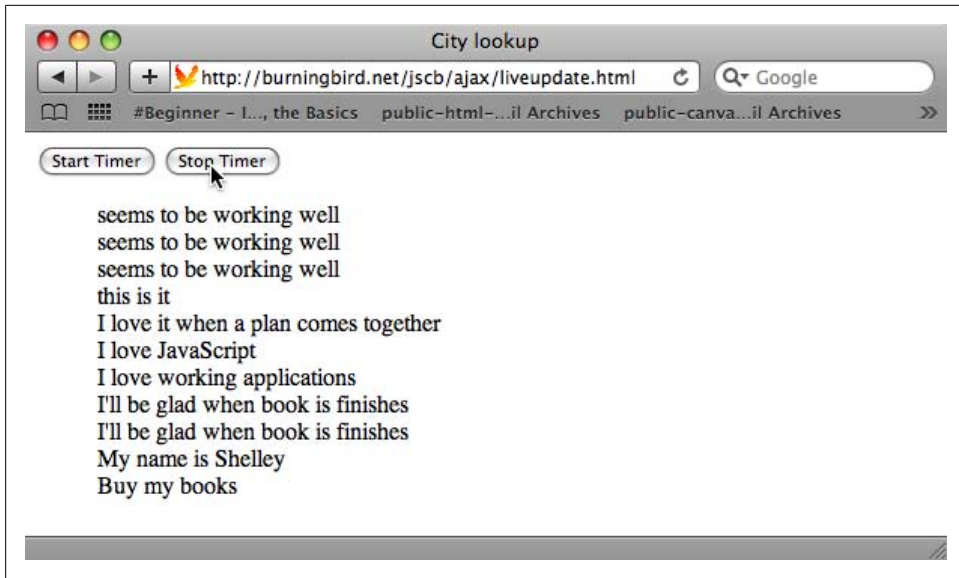 City lookup
http://burningbird.net/jscb/ajax/liveupdate.html
Google
#Beginner - I..., the Basics public-html-...il Archives public-canva...il Archives
Start Timer Stop Timer
seems to be working well
seems to be working well
seems to be working well
this is it
I love it when a plan comes together
I love JavaScript
I love working applications
I'll be glad when book is finishes
I'll be glad when book is finishes
My name is Shelley
Buy my books